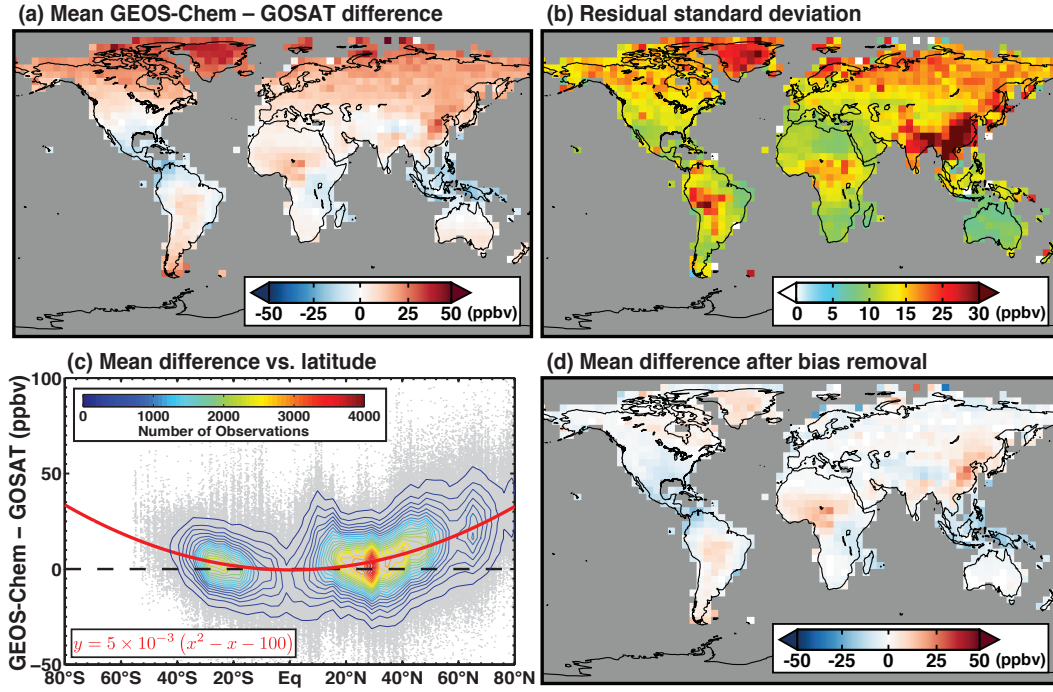 (a) Mean GEOS-Chem – GOSAT difference
-50 -25 0 25 50 (ppbv)
(b) Residual standard deviation
0 5 10 15 20 25 30 (ppbv)
(c) Mean difference vs. latitude
GEOS-Chem – GOSAT (ppbv)
100
50
0
-50
0 1000 2000 3000 4000
Number of Observations
y = 5 × 10⁻³ (x² − x − 100)
80°S 60°S 40°S 20°S Eq 20°N 40°N 60°N 80°N
(d) Mean difference after bias removal
-50 -25 0 25 50 (ppbv)